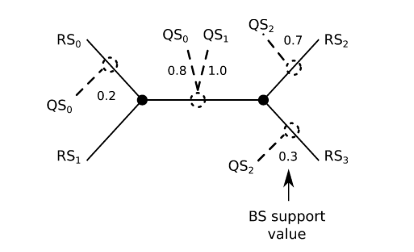 QS2
QS0 QS1
RS0
0.7
RS2
0.8
1.0
0.2
QS0
RS1
0.3
RS3
QS2
BS support
value